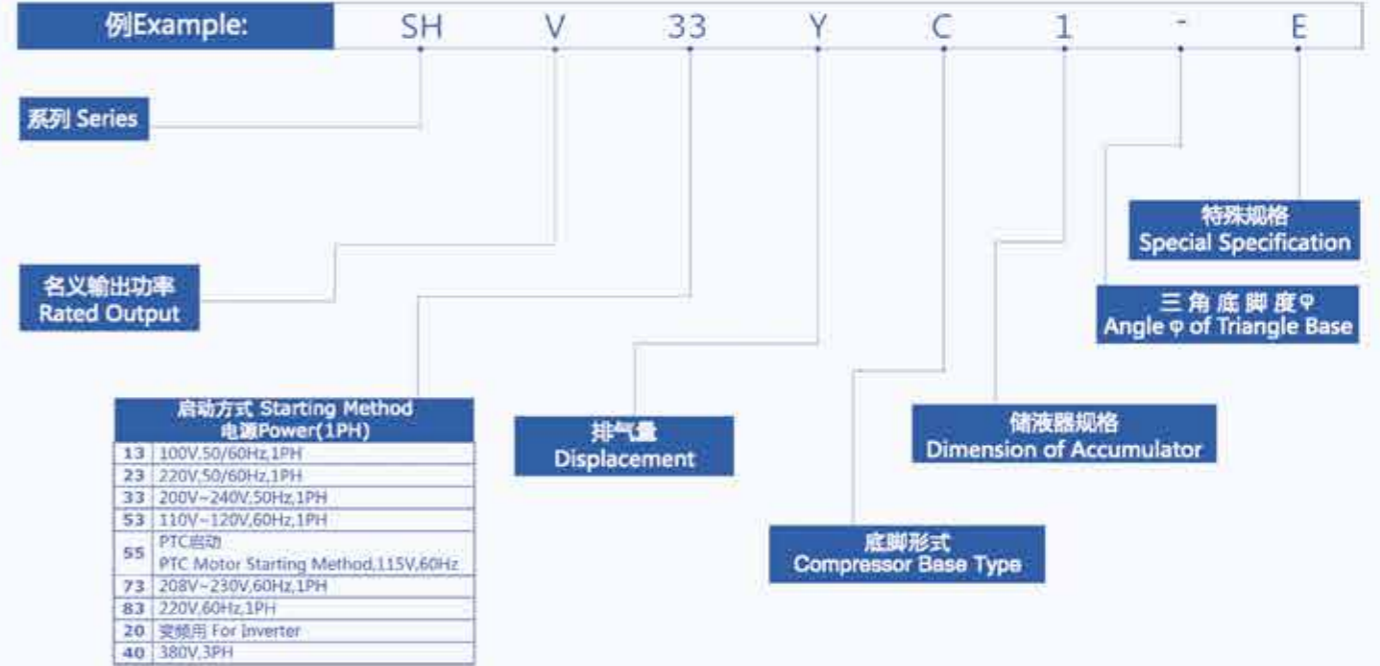 例Example: SH V 33 Y C 1 - E
系列 Series
特殊规格
Special Specification
名义输出功率
Rated Output
三角底脚度φ
Angle φ of Triangle Base
启动方式 Starting Method
电源Power(1PH)
13 100V,50/60Hz,1PH
23 220V,50/60Hz,1PH
33 200V~240V,50Hz,1PH
53 110V~120V,60Hz,1PH
55 PTC启动
PTC Motor Starting Method,115V,60Hz
73 208V~230V,60Hz,1PH
83 220V,60Hz,1PH
20 变频用 For Inverter
40 380V,3PH
排气量
Displacement
储液器规格
Dimension of Accumulator
底脚形式
Compressor Base Type